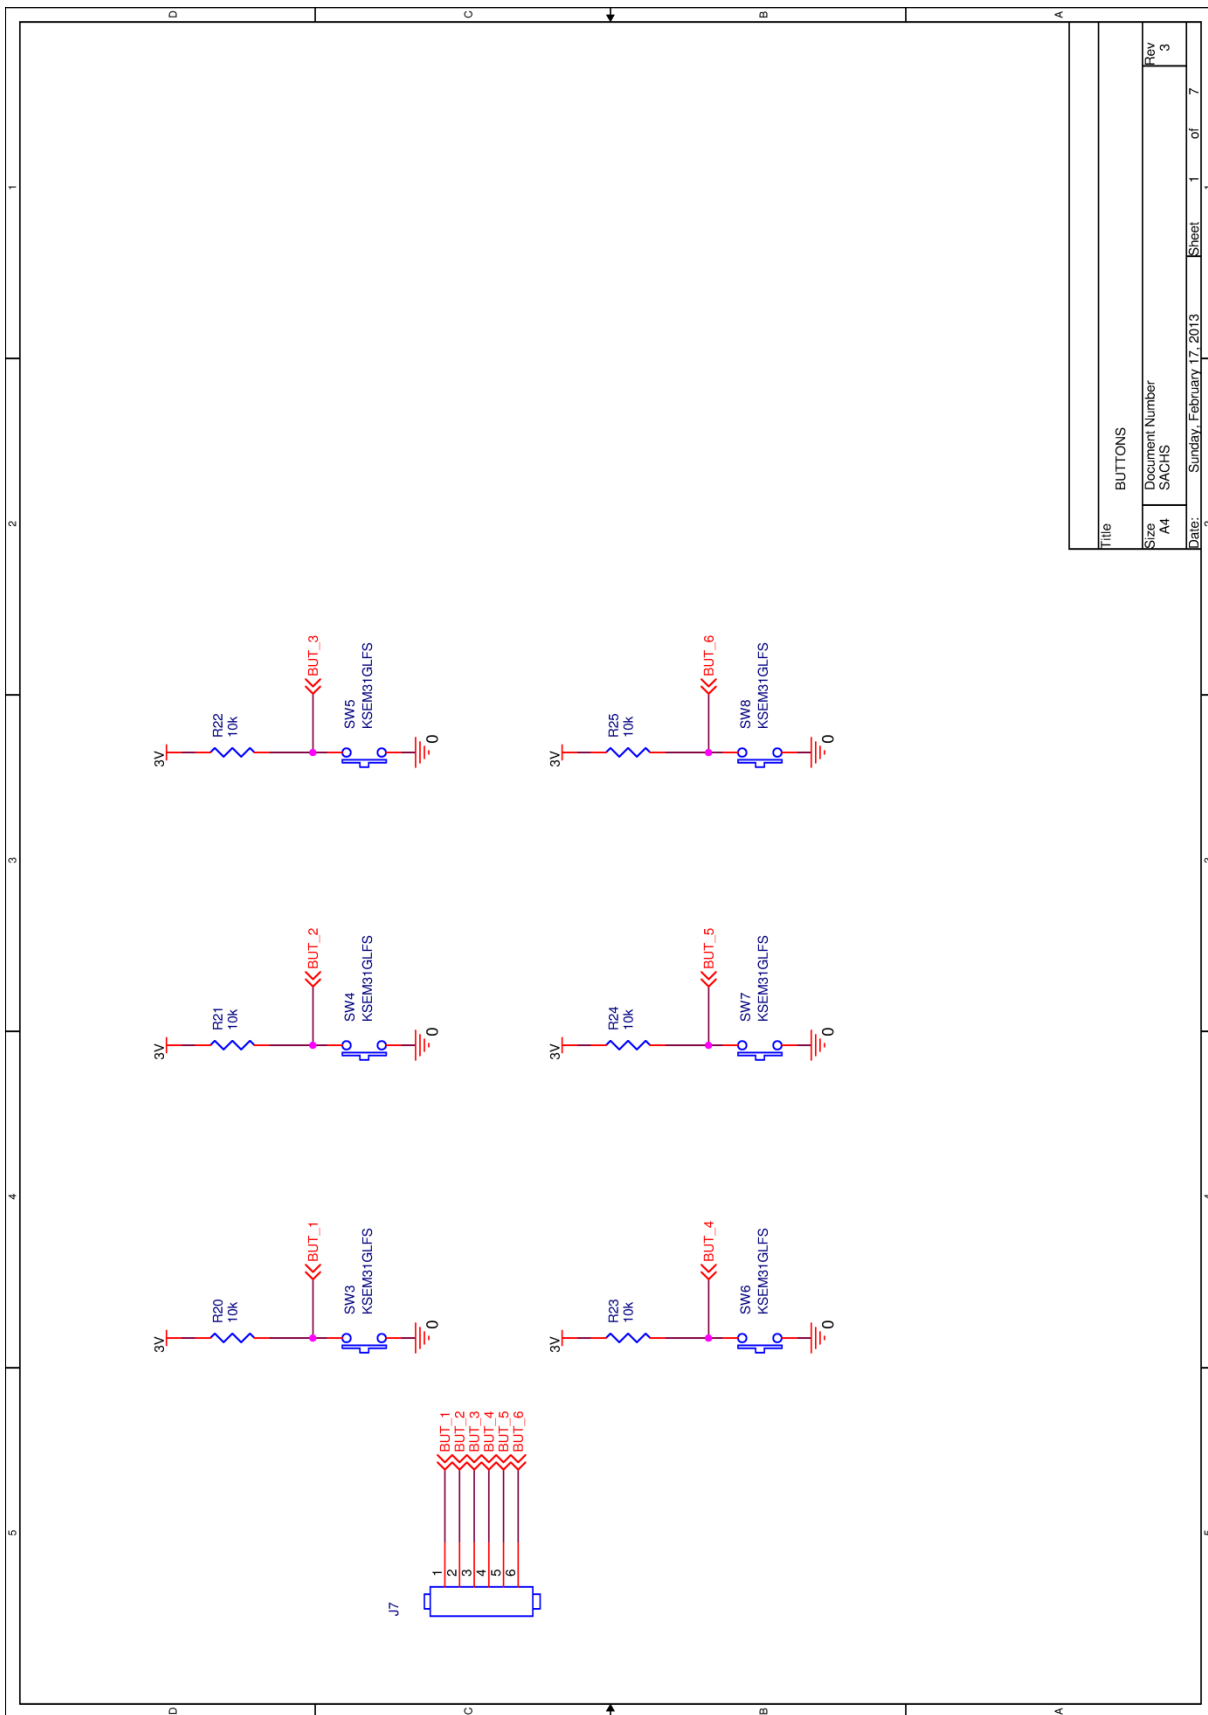 5
4
3
2
1
D
C
B
A
3V
R20
10k
BUT_1
SW3
KSEM31GLFS
0
3V
R21
10k
BUT_2
SW4
KSEM31GLFS
0
3V
R22
10k
BUT_3
SW5
KSEM31GLFS
0
J7
1
BUT_1
2
BUT_2
3
BUT_3
4
BUT_4
5
BUT_5
6
BUT_6
3V
R23
10k
BUT_4
SW6
KSEM31GLFS
0
3V
R24
10k
BUT_5
SW7
KSEM31GLFS
0
3V
R25
10k
BUT_6
SW8
KSEM31GLFS
0
D
C
B
A
Title
BUTTONS
Size
A4
Document Number
SACHS
Rev
3
Date:
Sunday, February 17, 2013
Sheet
1
of
7